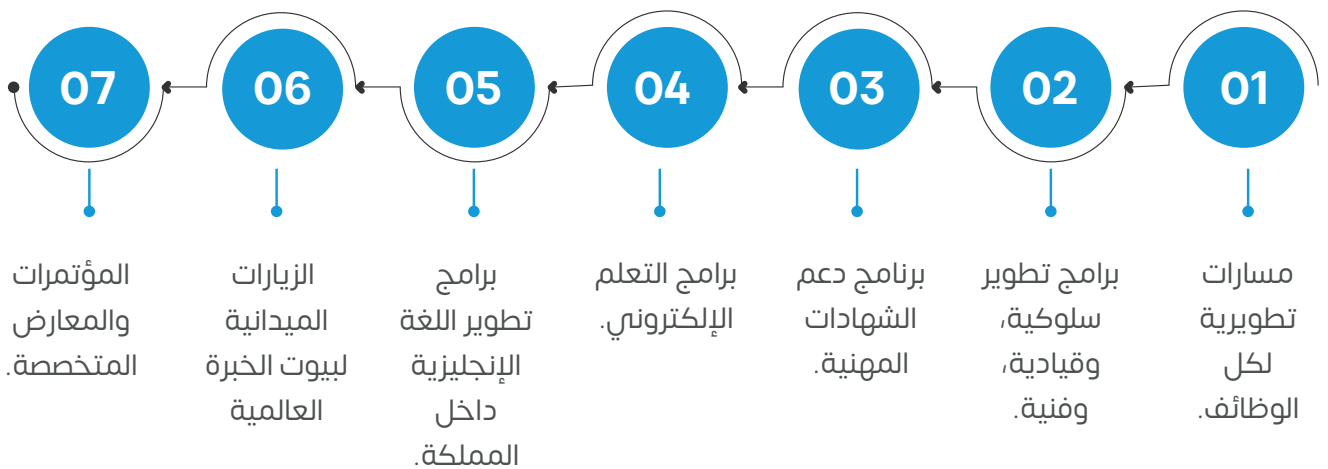 01
مسارات
تطويرية
لكل
الوظائف.
02
برامج تطوير
سلوكية،
وقيادية،
وفنية.
03
برنامج دعم
الشهادات
المهنية.
04
برامج التعلم
الإلكتروني.
05
برامج
تطوير اللغة
الإنجليزية
داخل
المملكة.
06
الزيارات
الميدانية
لبيوت الخبرة
العالمية
07
المؤتمرات
والمعارض
المتخصصة.